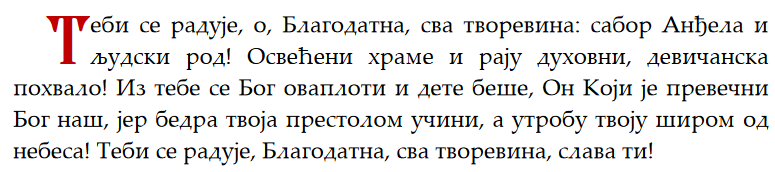 Теби се радује, о, Благодатна, сва творевина: сабор Анђела и
људски род! Освећени храме и рају духовни, девичанска
похвало! Из тебе се Бог оваплоти и дете беше, Он Који је превечни
Бог наш, јер бедра твоја престолом учини, а утробу твоју широм од
небеса! Теби се радује, Благодатна, сва творевина, слава ти!